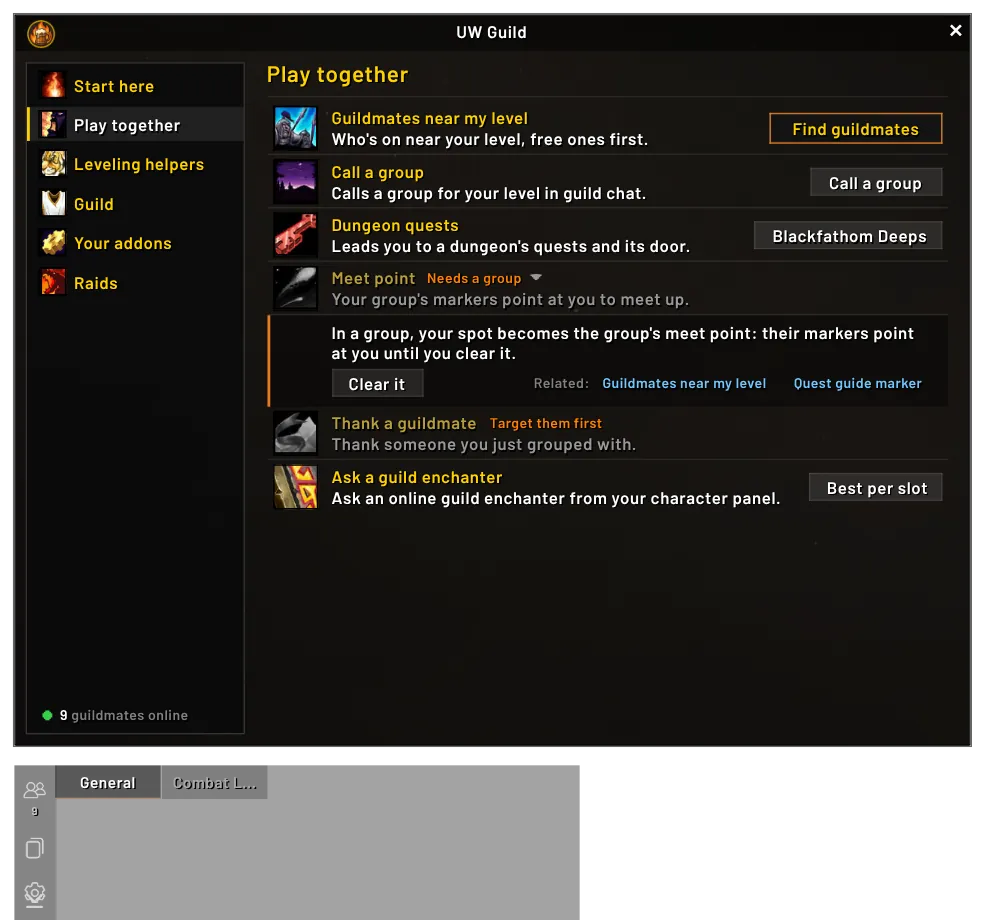 UW Guild
Start here
Play together
Leveling helpers
Guild
Your addons
Raids
9 guildmates online
Play together
Guildmates near my level
Who's on near your level, free ones first.
Find guildmates
Call a group
Calls a group for your level in guild chat.
Call a group
Dungeon quests
Leads you to a dungeon's quests and its door.
Blackfathom Deeps
Meet point Needs a group
Your group's markers point at you to meet up.
In a group, your spot becomes the group's meet point: their markers point
at you until you clear it.
Clear it
Related: Guildmates near my level Quest guide marker
Thank a guildmate Target them first
Thank someone you just grouped with.
Ask a guild enchanter
Ask an online guild enchanter from your character panel.
Best per slot
General
Combat L...
9